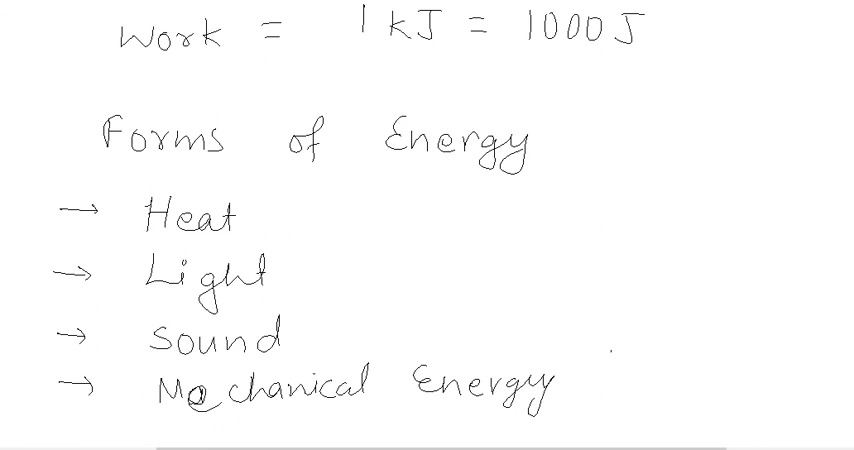 Work = 1 kJ = 1000 J
Forms of Energy
→ Heat
→ Light
→ Sound
→ Mechanical Energy